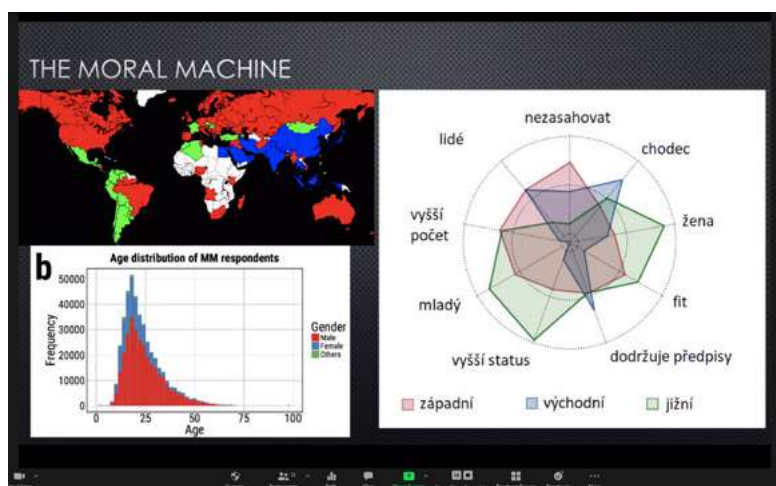 THE MORAL MACHINE
b
Age distribution of MM respondents
50000
40000
30000
20000
10000
0
Frequency
0
25
50
75
100
Age
Gender
Male
Female
Others
nezasahovat
lidé
chodec
vyšší
počet
žena
mladý
fit
vyšší status
dodržuje předpisy
západní
východní
jižní